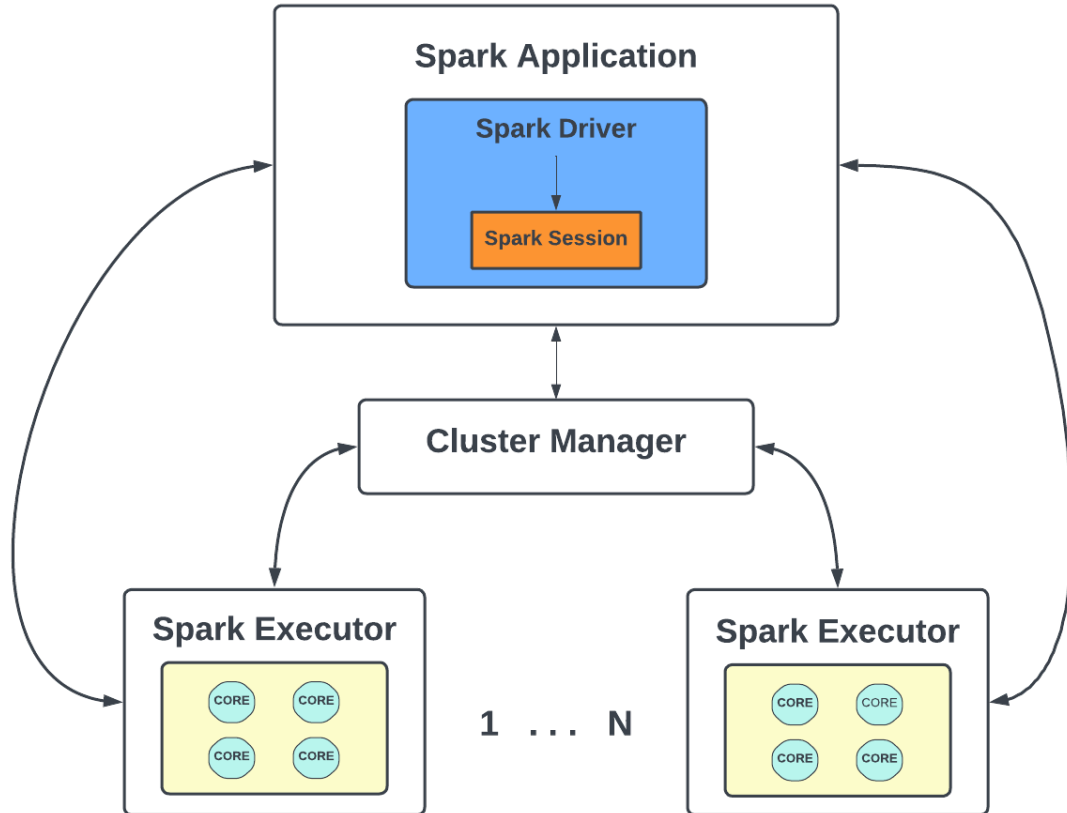 Spark Application
Spark Driver
Spark Session
Cluster Manager
Spark Executor
CORE CORE
CORE CORE
1 ... N
Spark Executor
CORE CORE
CORE CORE